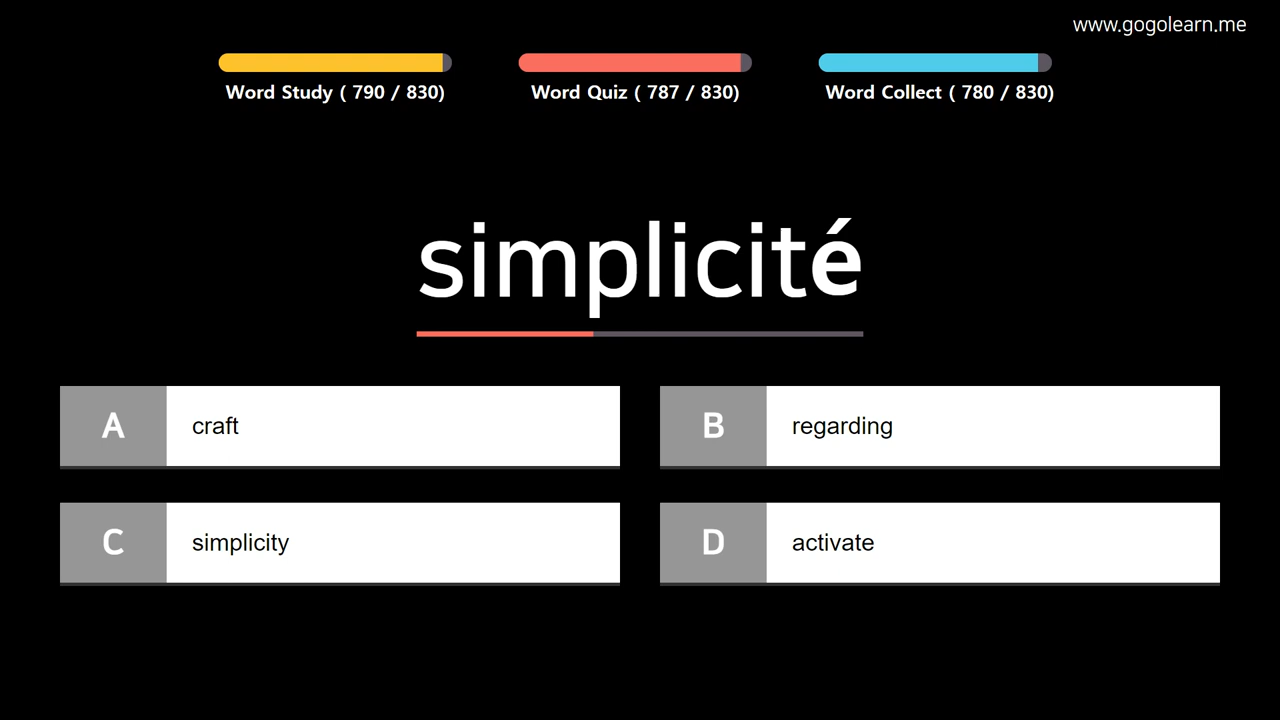 www.gogolearn.me
Word Study ( 790 / 830)
Word Quiz ( 787 / 830)
Word Collect ( 780 / 830)
simplicité
A craft
B regarding
C simplicity
D activate